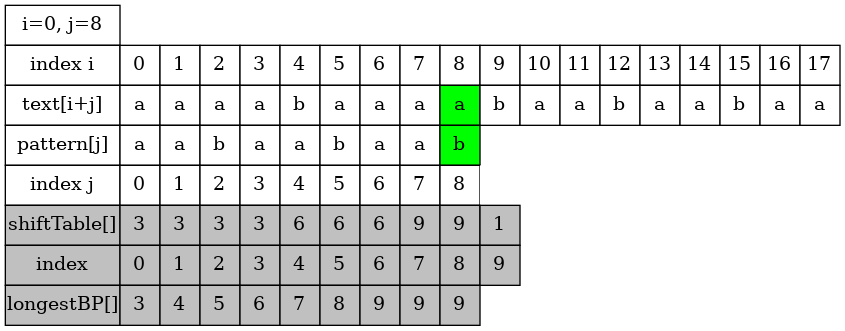 i=0, j=8
index i 0 1 2 3 4 5 6 7 8 9 10 11 12 13 14 15 16 17
text[i+j] a a a a b a a a a b a a b a a b a a
pattern[j] a a b a a b a a b
index j 0 1 2 3 4 5 6 7 8
shiftTable[] 3 3 3 3 6 6 6 9 9 1
index 0 1 2 3 4 5 6 7 8 9
longestBP[] 3 4 5 6 7 8 9 9 9